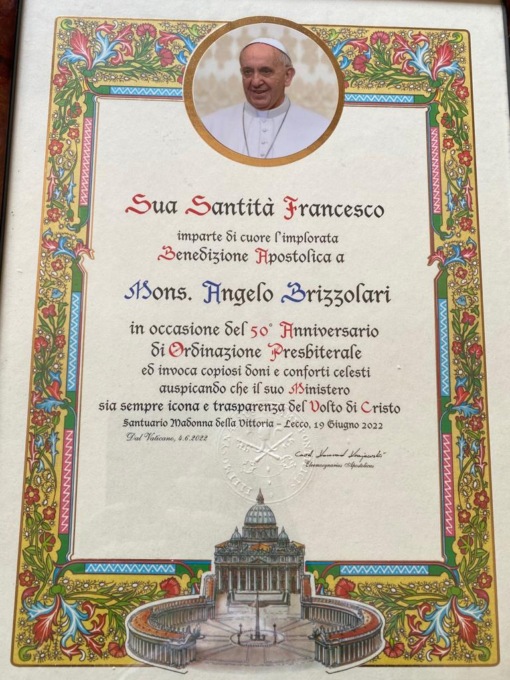 Sua Santità Francesco
imparte di cuore l'implorata
Benedizione Apostolica a
Mons. Angelo Brizzolari
in occasione del 50° Anniversario
di Ordinazione Presbiterale
ed invoca copiosi doni e conforti celesti
auspicando che il suo Ministero
sia sempre icona e trasparenza del Volto di Cristo
Santuario Madonna della Vittoria - Lecco, 19 Giugno 2022
Dal Vaticano, 4.6.2022